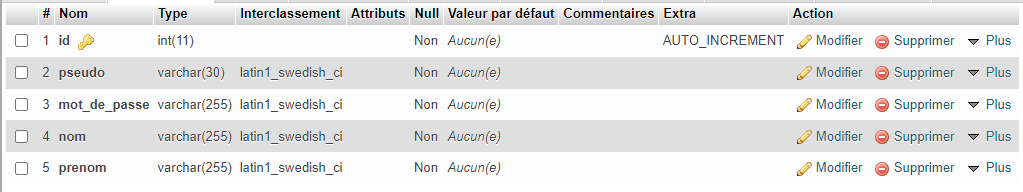 # Nom Type Interclassement Attributs Null Valeur par défaut Commentaires Extra Action
1 id int(11) Non Aucun(e) AUTO_INCREMENT Modifier Supprimer Plus
2 pseudo varchar(30) latin1_swedish_ci Non Aucun(e) Modifier Supprimer Plus
3 mot_de_passe varchar(255) latin1_swedish_ci Non Aucun(e) Modifier Supprimer Plus
4 nom varchar(255) latin1_swedish_ci Non Aucun(e) Modifier Supprimer Plus
5 prenom varchar(255) latin1_swedish_ci Non Aucun(e) Modifier Supprimer Plus